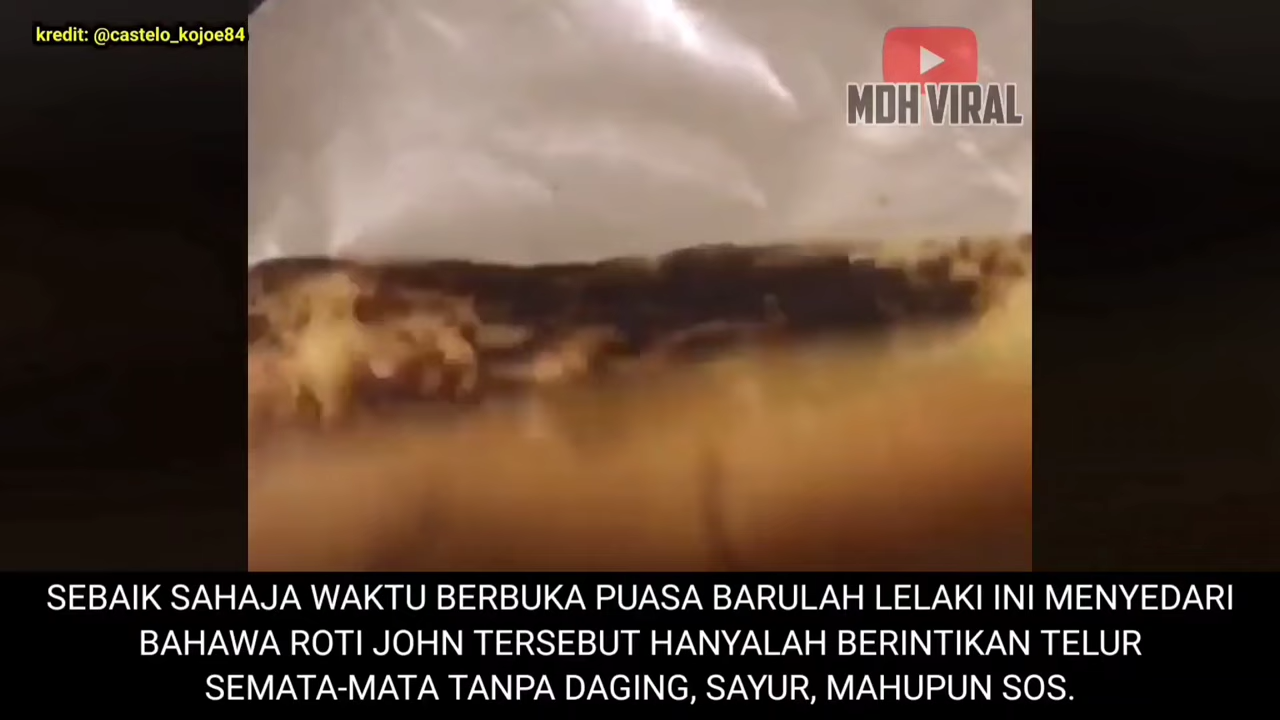 kredit: @castelo_kojoe84
MDH VIRAL
SEBAIK SAHAJA WAKTU BERBUKA PUASA BARULAH LELAKI INI MENYEDARI
BAHAWA ROTI JOHN TERSEBUT HANYALAH BERINTIKAN TELUR
SEMATA-MATA TANPA DAGING, SAYUR, MAHUPUN SOS.